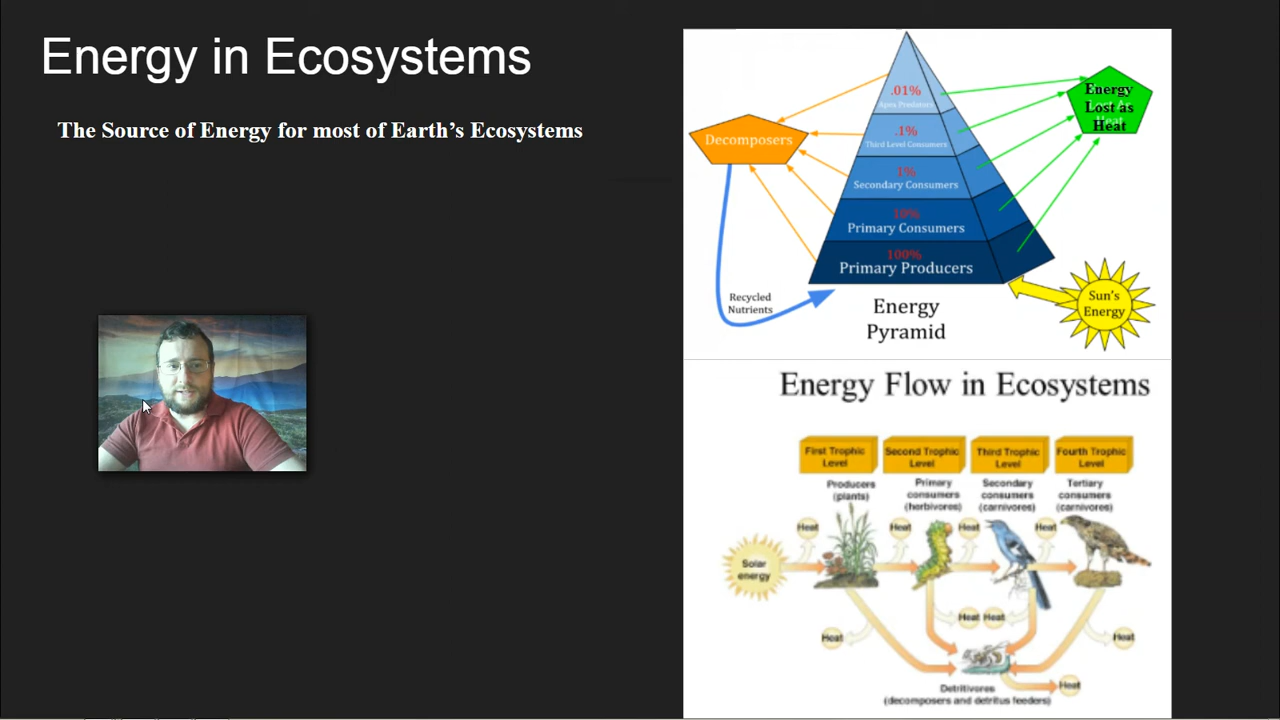 Energy in Ecosystems
The Source of Energy for most of Earth's Ecosystems
.01%
Apex Predators
.1%
Third Level Consumers
1%
Secondary Consumers
10%
Primary Consumers
100%
Primary Producers
Decomposers
Energy
Lost as
Heat
Recycled
Nutrients
Energy
Pyramid
Sun's
Energy
Energy Flow in Ecosystems
First Trophic
Level
Second Trophic
Level
Third Trophic
Level
Fourth Trophic
Level
Producers
(plants)
Primary
consumers
(herbivores)
Secondary
consumers
(carnivores)
Tertiary
consumers
(carnivores)
Heat
Heat
Heat
Heat
Solar
energy
Heat
Heat
Heat
Heat
Heat
Detritivores
(decomposers and detritus feeders)